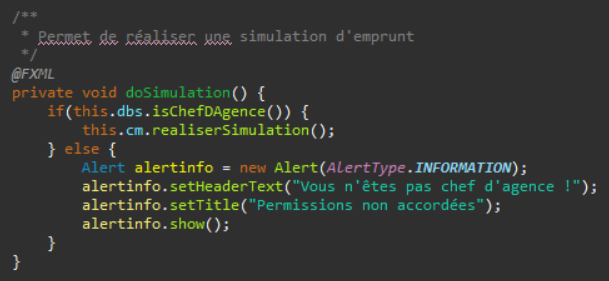 /**
 * Permet de réaliser une simulation d'emprunt
 */
@FXML
private void doSimulation() {
    if(this.dbs.isChefDAgence()) {
        this.cm.realiserSimulation();
    } else {
        Alert alertinfo = new Alert(AlertType.INFORMATION);
        alertinfo.setHeaderText("Vous n'êtes pas chef d'agence !");
        alertinfo.setTitle("Permissions non accordées");
        alertinfo.show();
    }
}